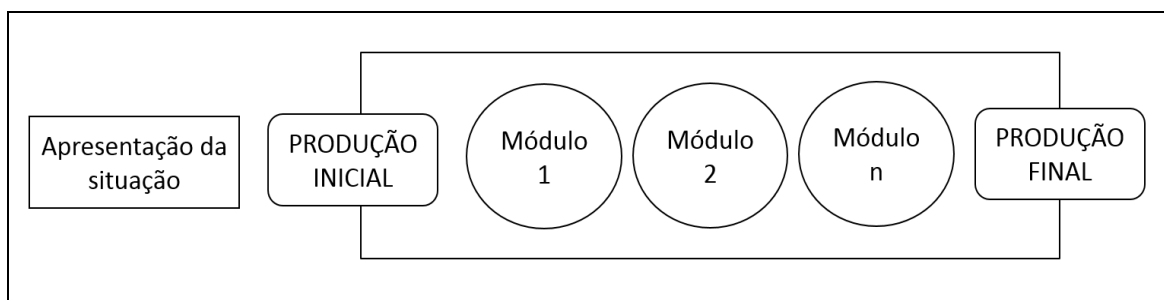 Apresentação da
situação
PRODUÇÃO
INICIAL
Módulo
1
Módulo
2
Módulo
n
PRODUÇÃO
FINAL